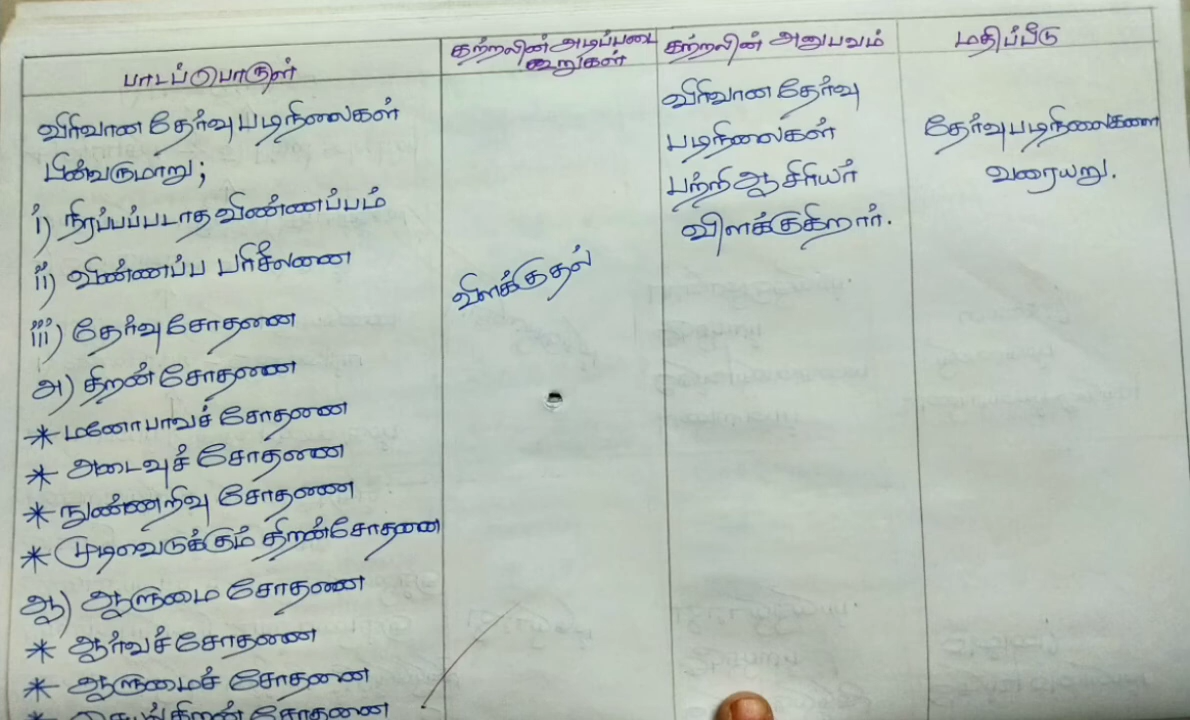 பாடப்பொருள்
கற்றலின் அடிப்படை
கூறுகள்
கற்றலின் அனுபவம்
மதிப்பீடு
விரிவான தேர்வு படிநிலைகள்
பின்வருமாறு;
i) நிரப்பப்படாத விண்ணப்பம்
ii) விண்ணப்ப பரிசீலனை
iii) தேர்வு சோதனை
அ) திறன் சோதனை
* மனோபாவச் சோதனை
* அடைவுச் சோதனை
* நுண்ணறிவு சோதனை
* முடிவெடுக்கும் திறன்சோதனை
ஆ) ஆளுமை சோதனை
* ஆர்வச் சோதனை
* ஆளுமைச் சோதனை
* சோதனை
விளக்குதல்
விரிவான தேர்வு
படிநிலைகள்
பற்றி ஆசிரியர்
விளக்குகிறார்.
தேர்வு படிநிலைகளை
வரையறு.